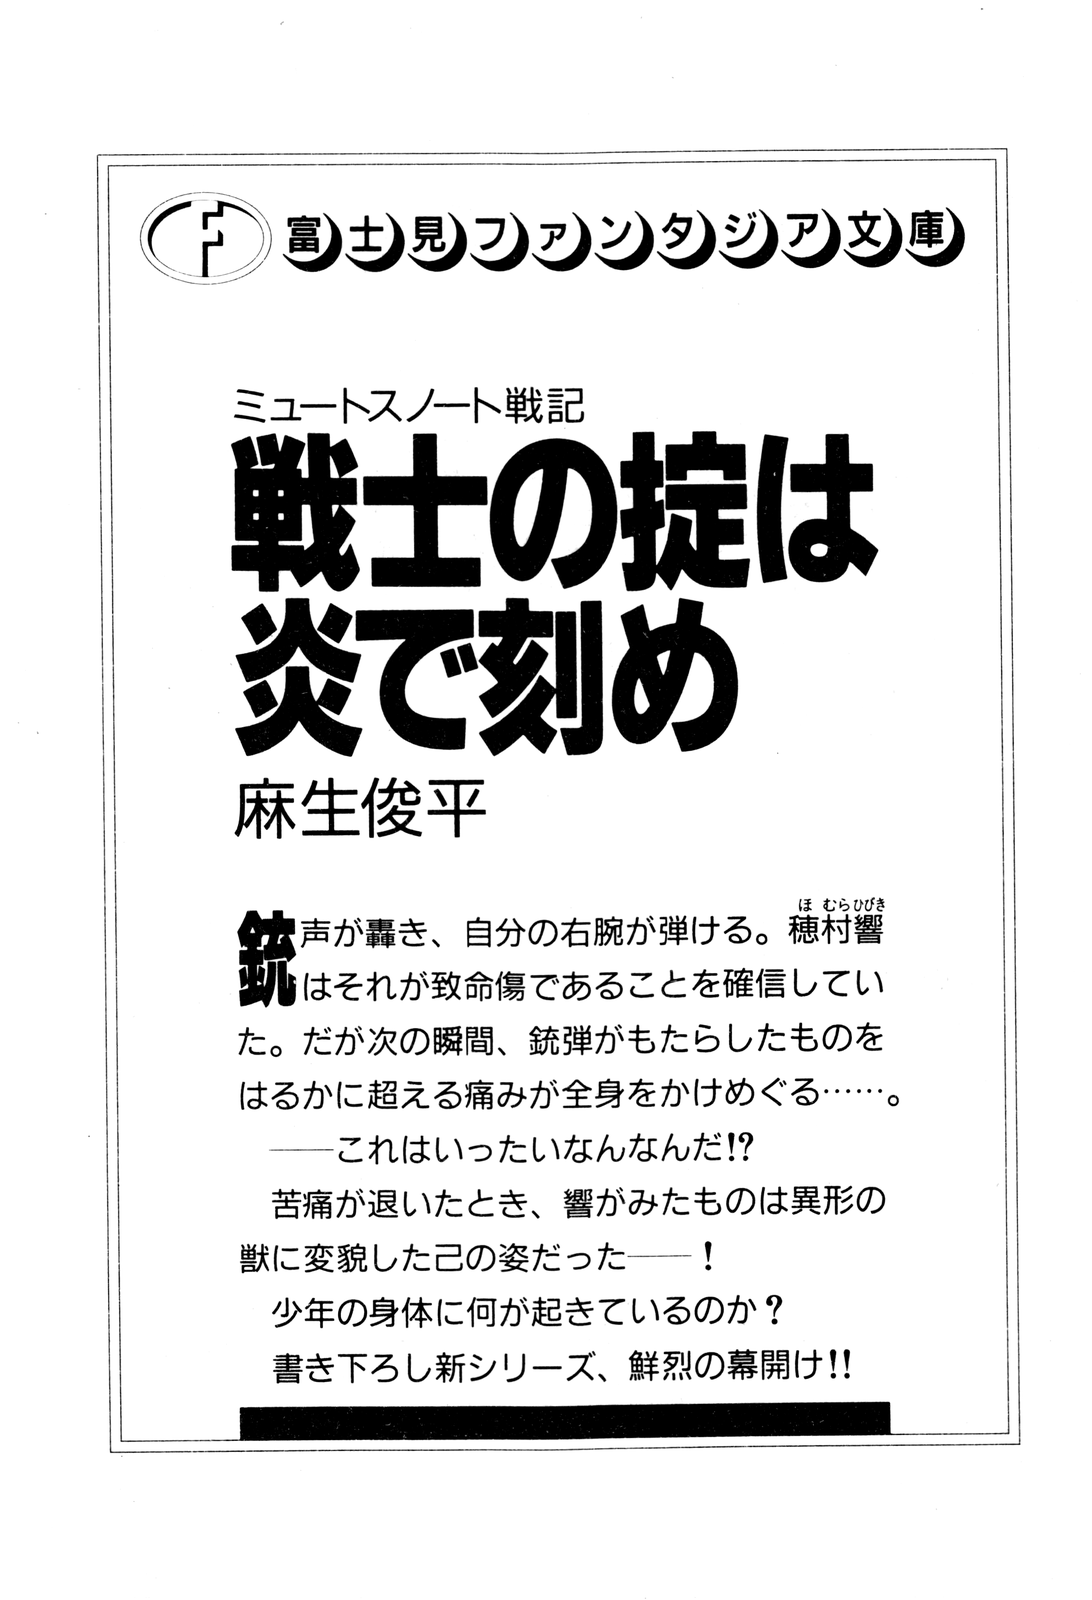 富士見ファンタジア文庫
ミュートスノート戦記
戦士の掟は
炎で刻め
麻生俊平
銃声が轟き、自分の右腕が弾ける。穂村響
ほむらひびき
はそれが致命傷であることを確信してい
た。だが次の瞬間、銃弾がもたらしたものを
はるかに超える痛みが全身をかけめぐる……。
――これはいったいなんなんだ!?
苦痛が退いたとき、響がみたものは異形の
獣に変貌した己の姿だった――！
少年の身体に何が起きているのか？
書き下ろし新シリーズ、鮮烈の幕開け!!